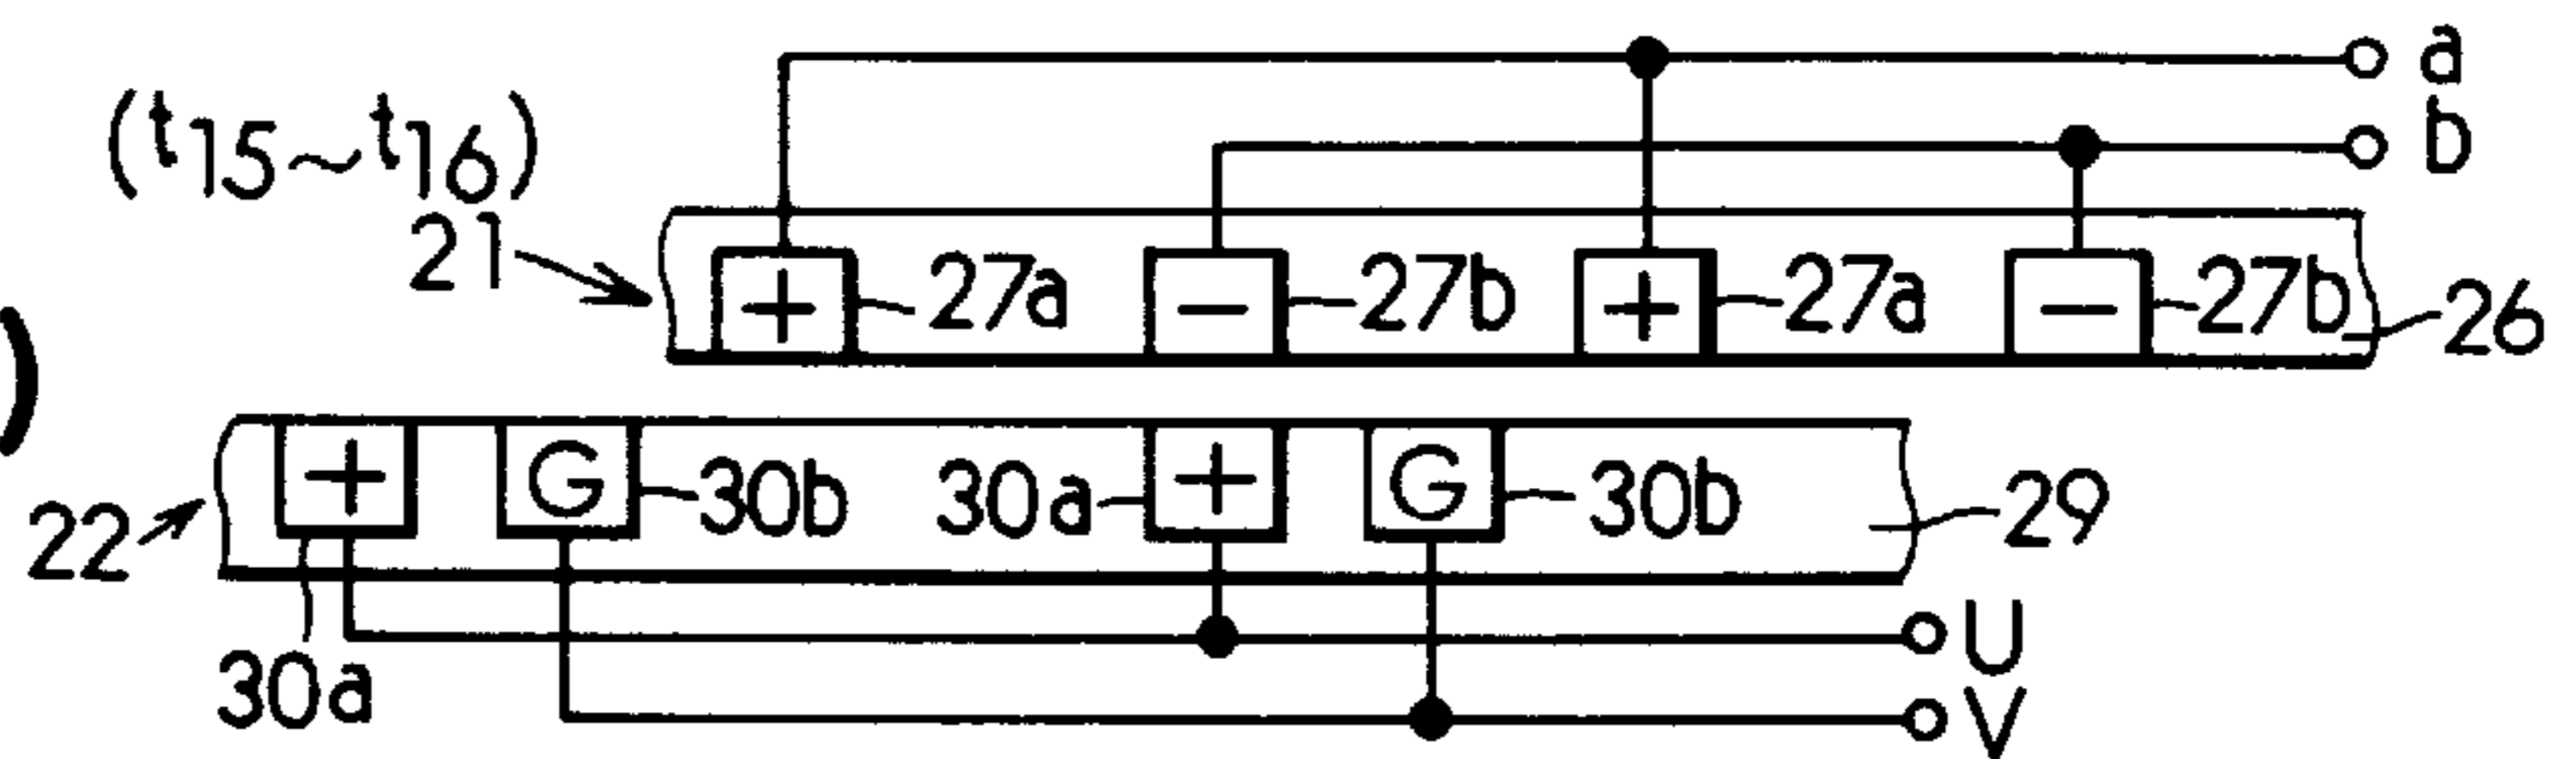 a
b
(t15~t16)
21
+ 27a − 27b + 27a − 27b 26
)
+ G 30b 30a + G 30b 29
22
30a
U
V